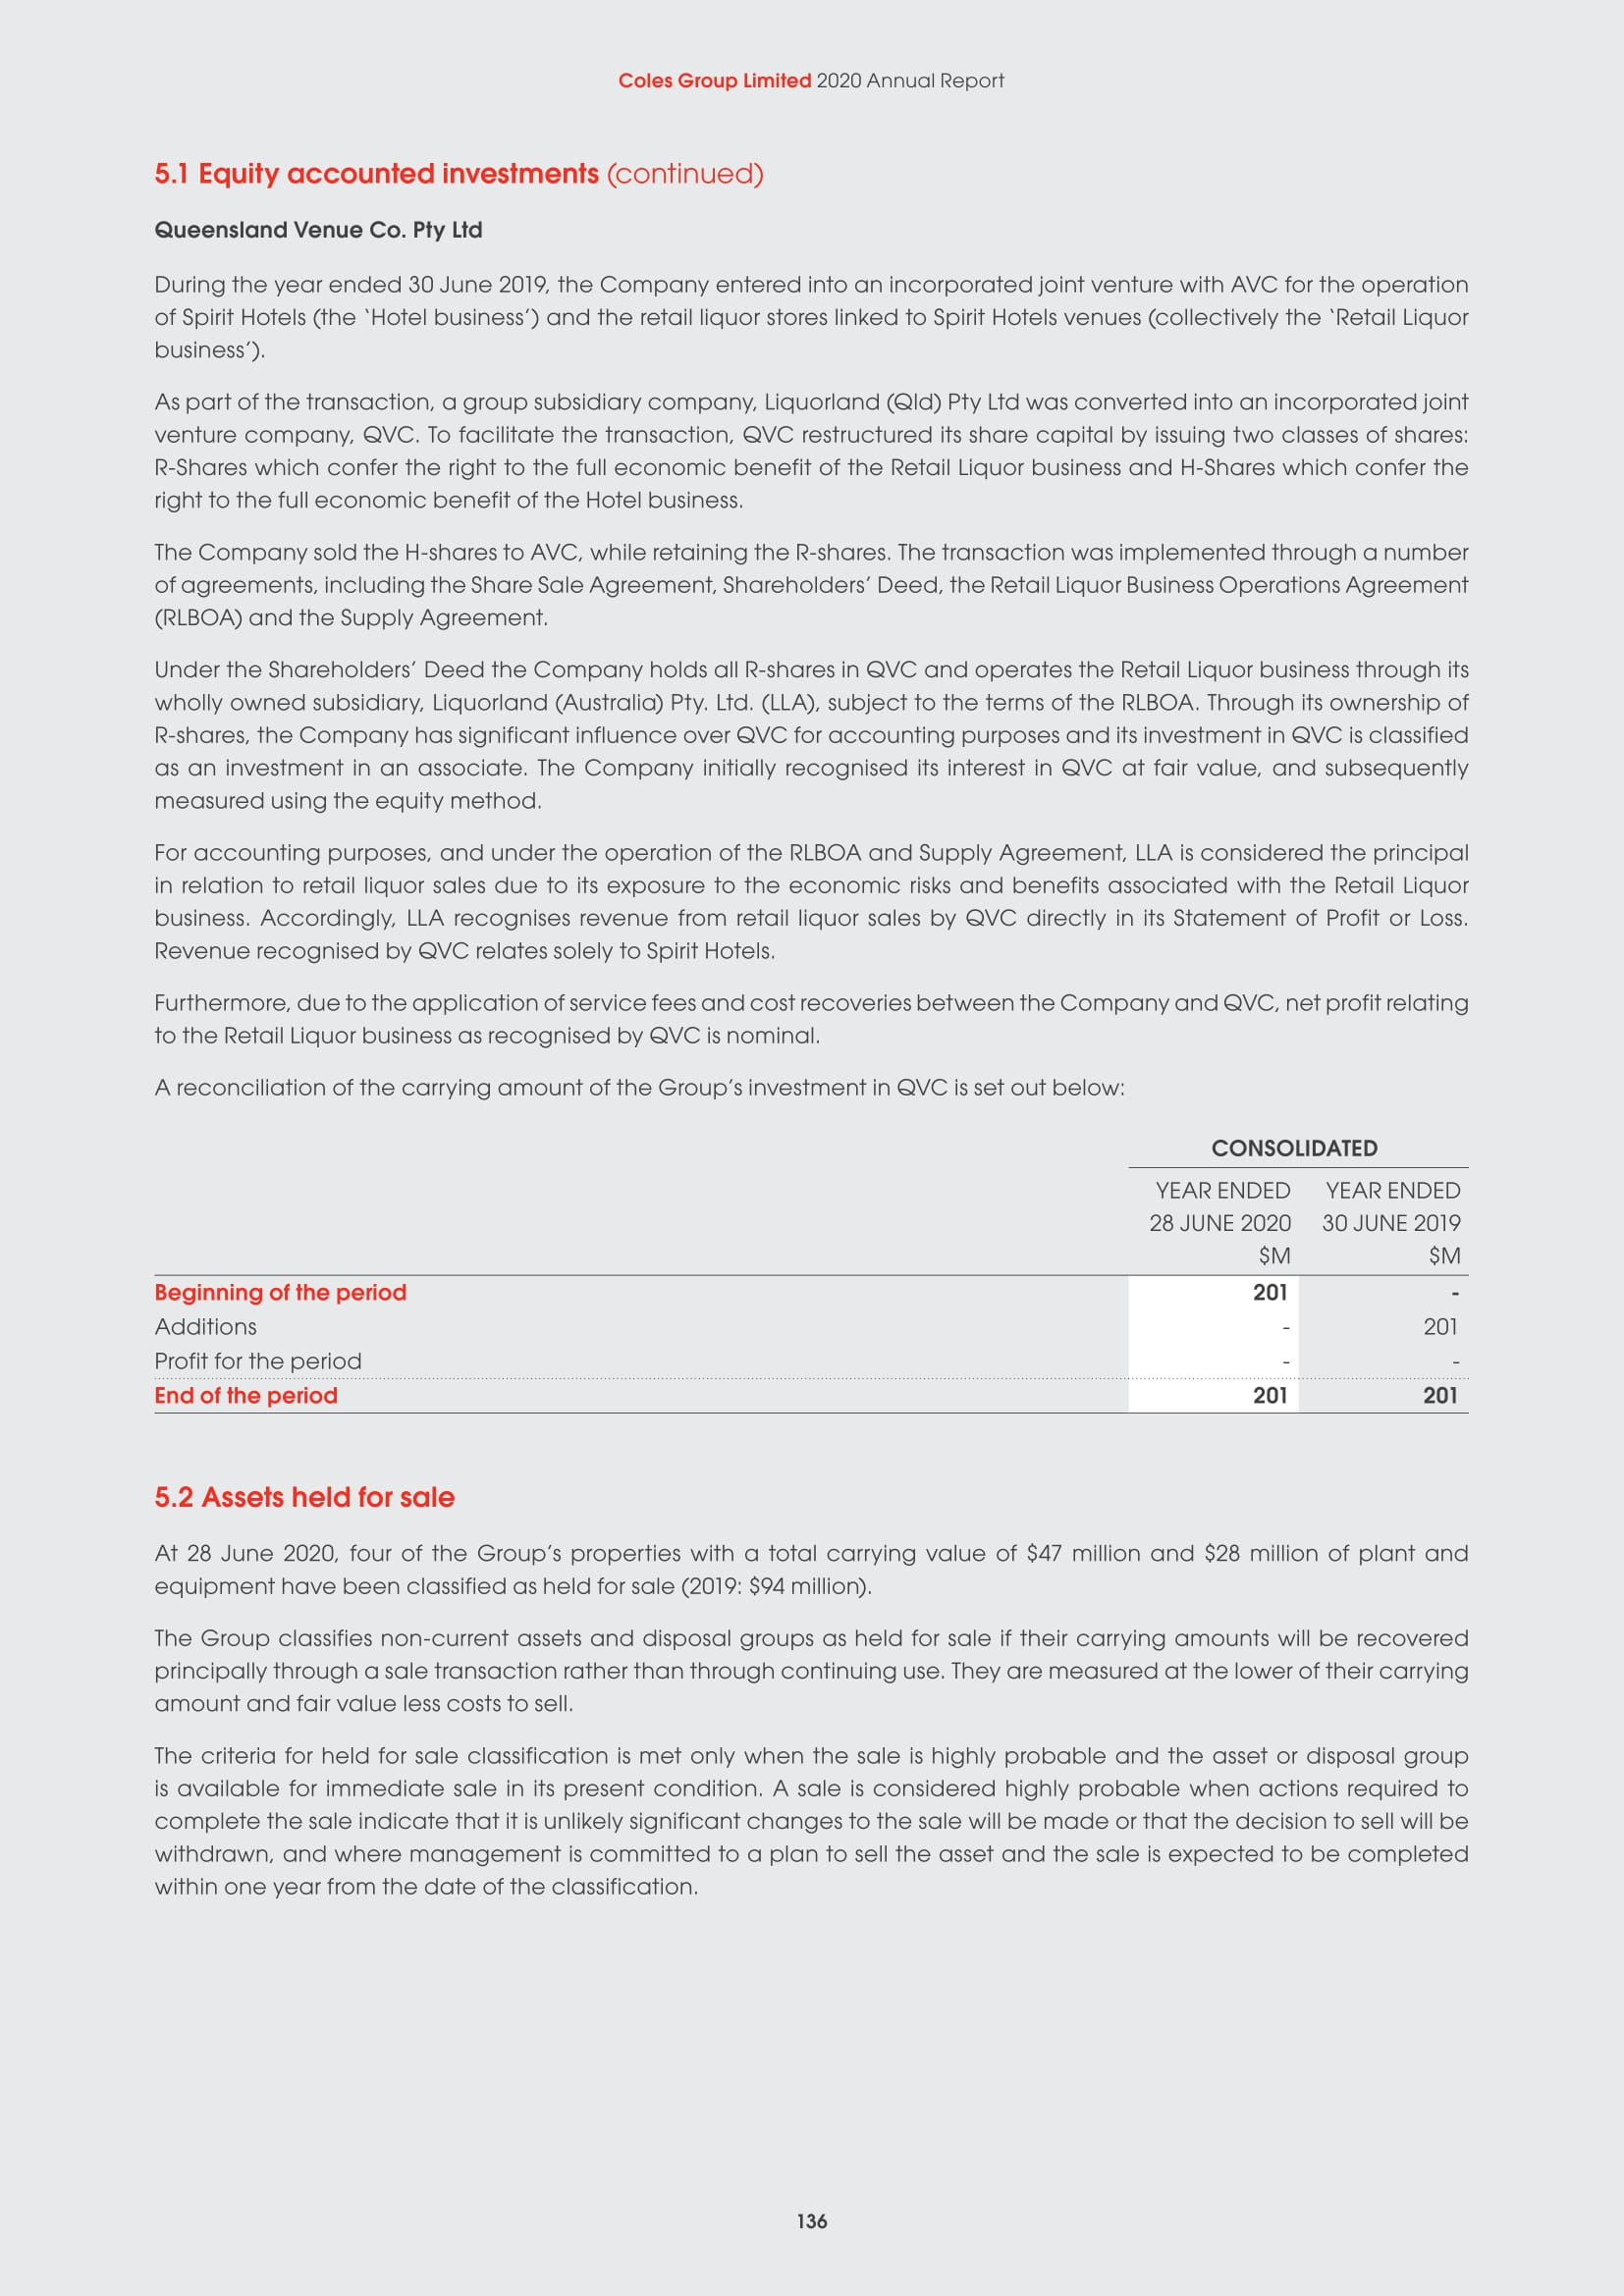 Coles Group Limited 2020 Annual Report
5.1 Equity accounted investments (continued)
Queensland Venue Co. Pty Ltd
During the year ended 30 June 2019, the Company entered into an incorporated joint venture with AVC for the operation
of Spirit Hotels (the ‘Hotel business’) and the retail liquor stores linked to Spirit Hotels venues (collectively the ‘Retail Liquor
business’).
As part of the transaction, a group subsidiary company, Liquorland (Qld) Pty Ltd was converted into an incorporated joint
venture company, QVC. To facilitate the transaction, QVC restructured its share capital by issuing two classes of shares:
R-Shares which confer the right to the full economic benefit of the Retail Liquor business and H-Shares which confer the
right to the full economic benefit of the Hotel business.
The Company sold the H-shares to AVC, while retaining the R-shares. The transaction was implemented through a number
of agreements, including the Share Sale Agreement, Shareholders’ Deed, the Retail Liquor Business Operations Agreement
(RLBOA) and the Supply Agreement.
Under the Shareholders’ Deed the Company holds all R-shares in QVC and operates the Retail Liquor business through its
wholly owned subsidiary, Liquorland (Australia) Pty. Ltd. (LLA), subject to the terms of the RLBOA. Through its ownership of
R-shares, the Company has significant influence over QVC for accounting purposes and its investment in QVC is classified
as an investment in an associate. The Company initially recognised its interest in QVC at fair value, and subsequently
measured using the equity method.
For accounting purposes, and under the operation of the RLBOA and Supply Agreement, LLA is considered the principal
in relation to retail liquor sales due to its exposure to the economic risks and benefits associated with the Retail Liquor
business. Accordingly, LLA recognises revenue from retail liquor sales by QVC directly in its Statement of Profit or Loss.
Revenue recognised by QVC relates solely to Spirit Hotels.
Furthermore, due to the application of service fees and cost recoveries between the Company and QVC, net profit relating
to the Retail Liquor business as recognised by QVC is nominal.
A reconciliation of the carrying amount of the Group’s investment in QVC is set out below:
CONSOLIDATED
YEAR ENDED YEAR ENDED
28 JUNE 2020 30 JUNE 2019
$M $M
Beginning of the period 201 -
Additions - 201
Profit for the period - -
End of the period 201 201
5.2 Assets held for sale
At 28 June 2020, four of the Group’s properties with a total carrying value of $47 million and $28 million of plant and
equipment have been classified as held for sale (2019: $94 million).
The Group classifies non-current assets and disposal groups as held for sale if their carrying amounts will be recovered
principally through a sale transaction rather than through continuing use. They are measured at the lower of their carrying
amount and fair value less costs to sell.
The criteria for held for sale classification is met only when the sale is highly probable and the asset or disposal group
is available for immediate sale in its present condition. A sale is considered highly probable when actions required to
complete the sale indicate that it is unlikely significant changes to the sale will be made or that the decision to sell will be
withdrawn, and where management is committed to a plan to sell the asset and the sale is expected to be completed
within one year from the date of the classification.
136